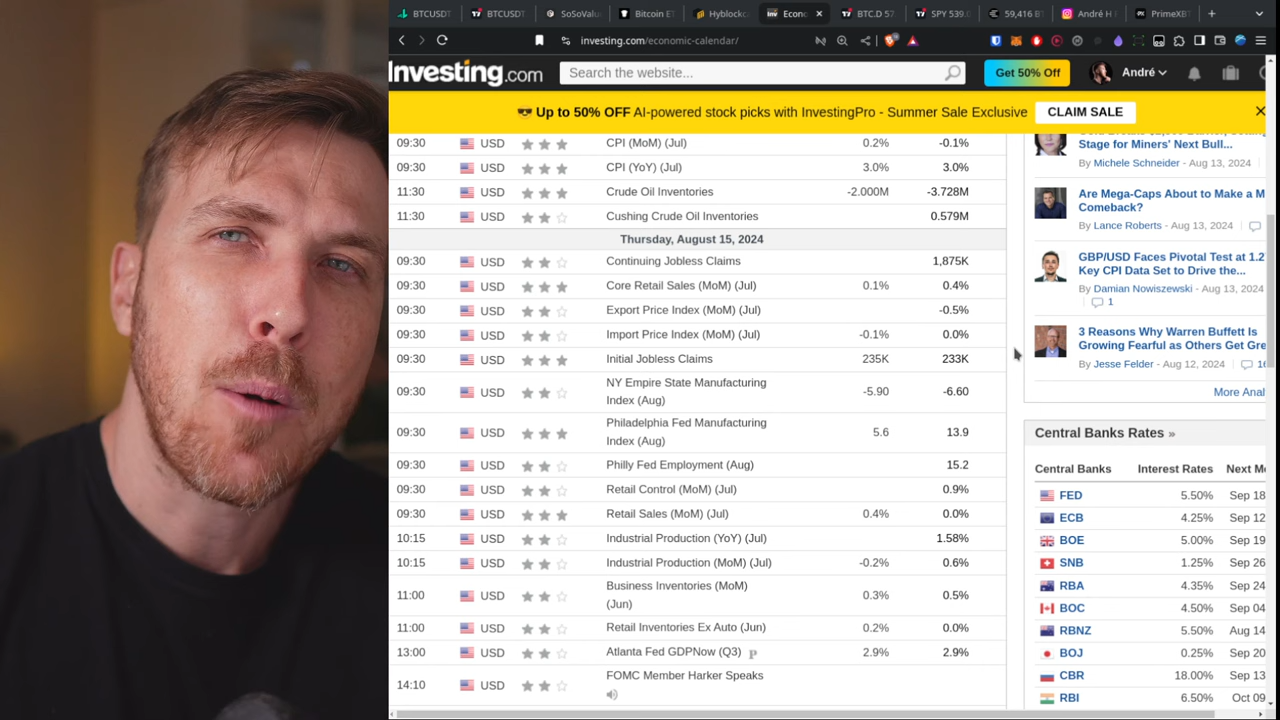 BTCUSDT
BTCUSDT
SoSoValu
Bitcoin E
Hyblock
Inv Econo
BTC.D 57
SPY 539.0
59,416 B
André H
PrimeXBT
investing.com/economic-calendar/
Investing.com
Search the website...
Get 50% Off
André
Up to 50% OFF AI-powered stock picks with InvestingPro - Summer Sale Exclusive
CLAIM SALE
09:30 USD CPI (MoM) (Jul) 0.2% -0.1%
09:30 USD CPI (YoY) (Jul) 3.0% 3.0%
11:30 USD Crude Oil Inventories -2.000M -3.728M
11:30 USD Cushing Crude Oil Inventories 0.579M
Thursday, August 15, 2024
09:30 USD Continuing Jobless Claims 1,875K
09:30 USD Core Retail Sales (MoM) (Jul) 0.1% 0.4%
09:30 USD Export Price Index (MoM) (Jul) -0.5%
09:30 USD Import Price Index (MoM) (Jul) -0.1% 0.0%
09:30 USD Initial Jobless Claims 235K 233K
09:30 USD NY Empire State Manufacturing
Index (Aug) -5.90 -6.60
09:30 USD Philadelphia Fed Manufacturing
Index (Aug) 5.6 13.9
09:30 USD Philly Fed Employment (Aug) 15.2
09:30 USD Retail Control (MoM) (Jul) 0.9%
09:30 USD Retail Sales (MoM) (Jul) 0.4% 0.0%
10:15 USD Industrial Production (YoY) (Jul) 1.58%
10:15 USD Industrial Production (MoM) (Jul) -0.2% 0.6%
11:00 USD Business Inventories (MoM)
(Jun) 0.3% 0.5%
11:00 USD Retail Inventories Ex Auto (Jun) 0.2% 0.0%
13:00 USD Atlanta Fed GDPNow (Q3) P 2.9% 2.9%
14:10 USD FOMC Member Harker Speaks
Stage for Miners' Next Bull...
By Michele Schneider - Aug 13, 2024
Are Mega-Caps About to Make a M
Comeback?
By Lance Roberts - Aug 13, 2024
GBP/USD Faces Pivotal Test at 1.2
Key CPI Data Set to Drive the...
By Damian Nowiszewski - Aug 13, 2024
1
3 Reasons Why Warren Buffett Is
Growing Fearful as Others Get Gre
By Jesse Felder - Aug 12, 2024 16
More Anal
Central Banks Rates »
Central Banks Interest Rates Next M
FED 5.50% Sep 18
ECB 4.25% Sep 12
BOE 5.00% Sep 19
SNB 1.25% Sep 26
RBA 4.35% Sep 24
BOC 4.50% Sep 04
RBNZ 5.50% Aug 14
BOJ 0.25% Sep 20
CBR 18.00% Sep 13
RBI 6.50% Oct 09